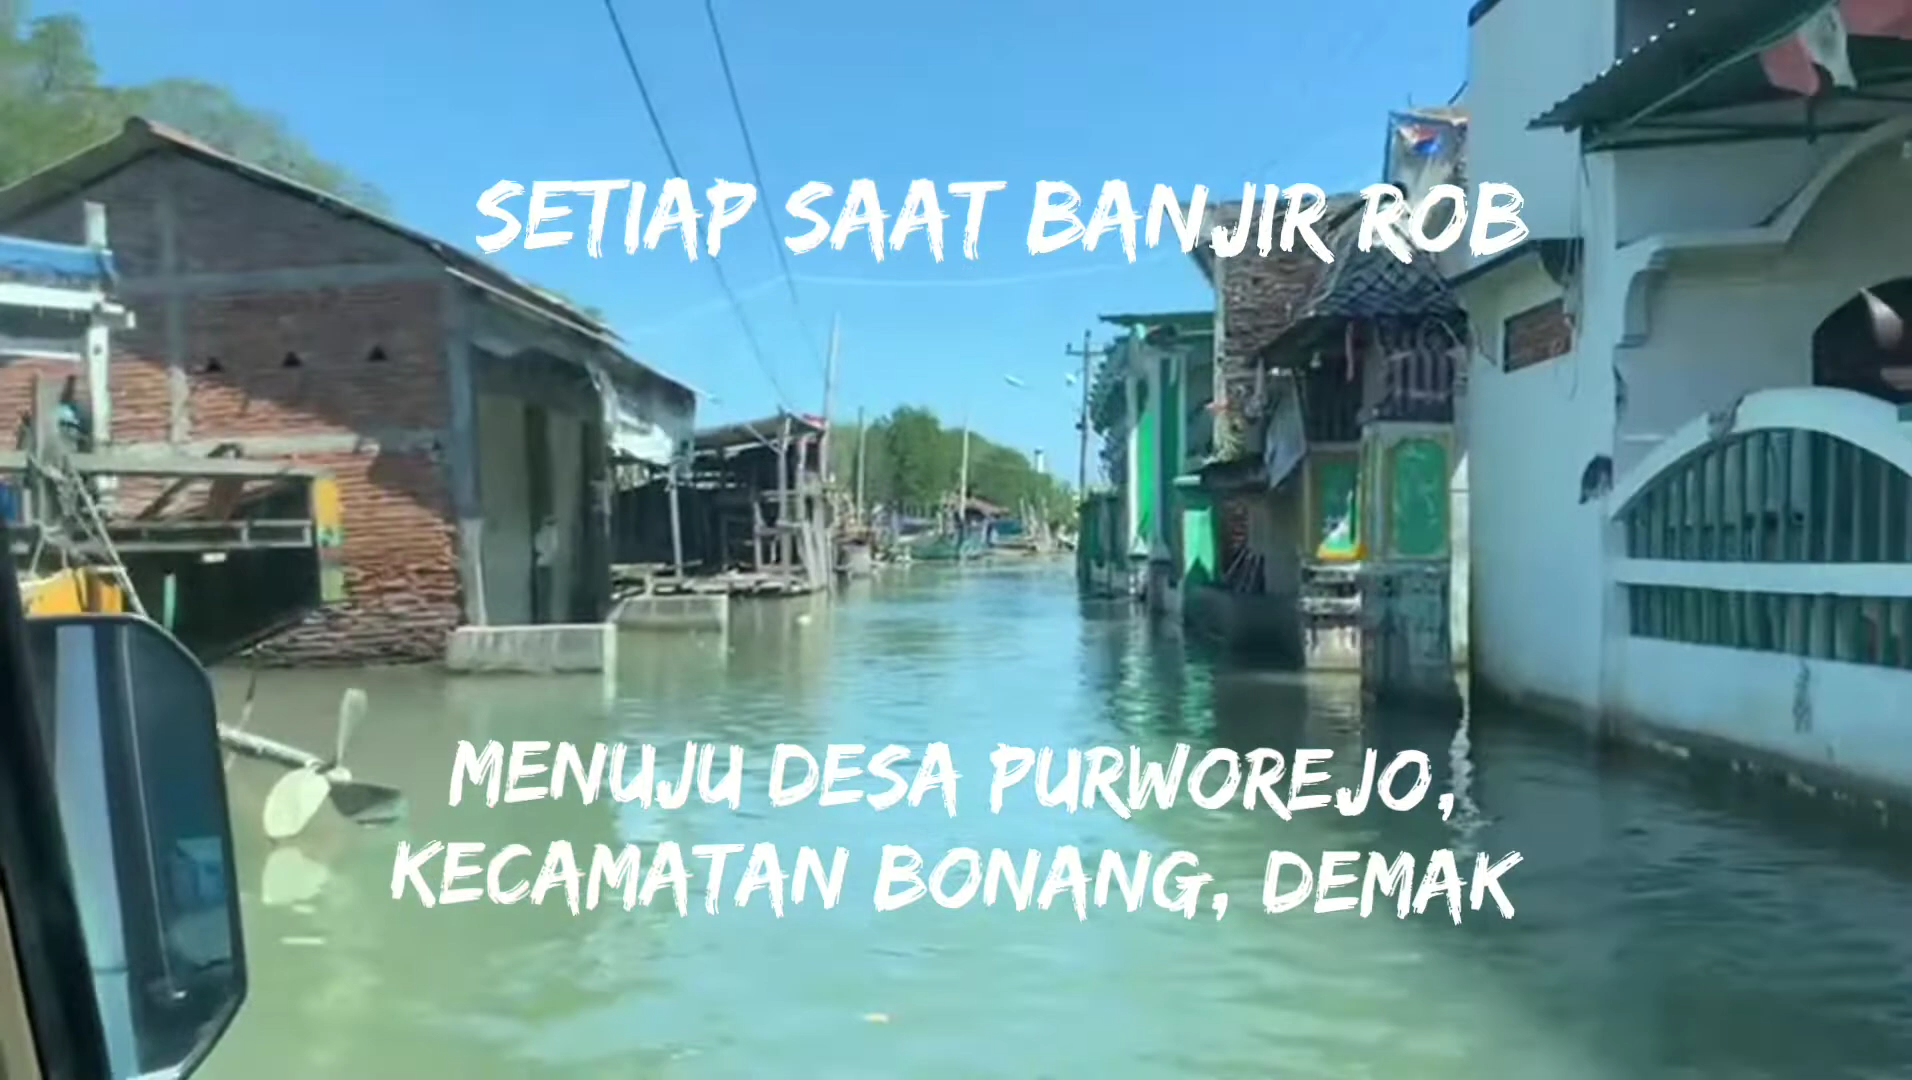 SETIAP SAAT BANJIR ROB
MENUJU DESA PURWOREJO,
KECAMATAN BONANG, DEMAK